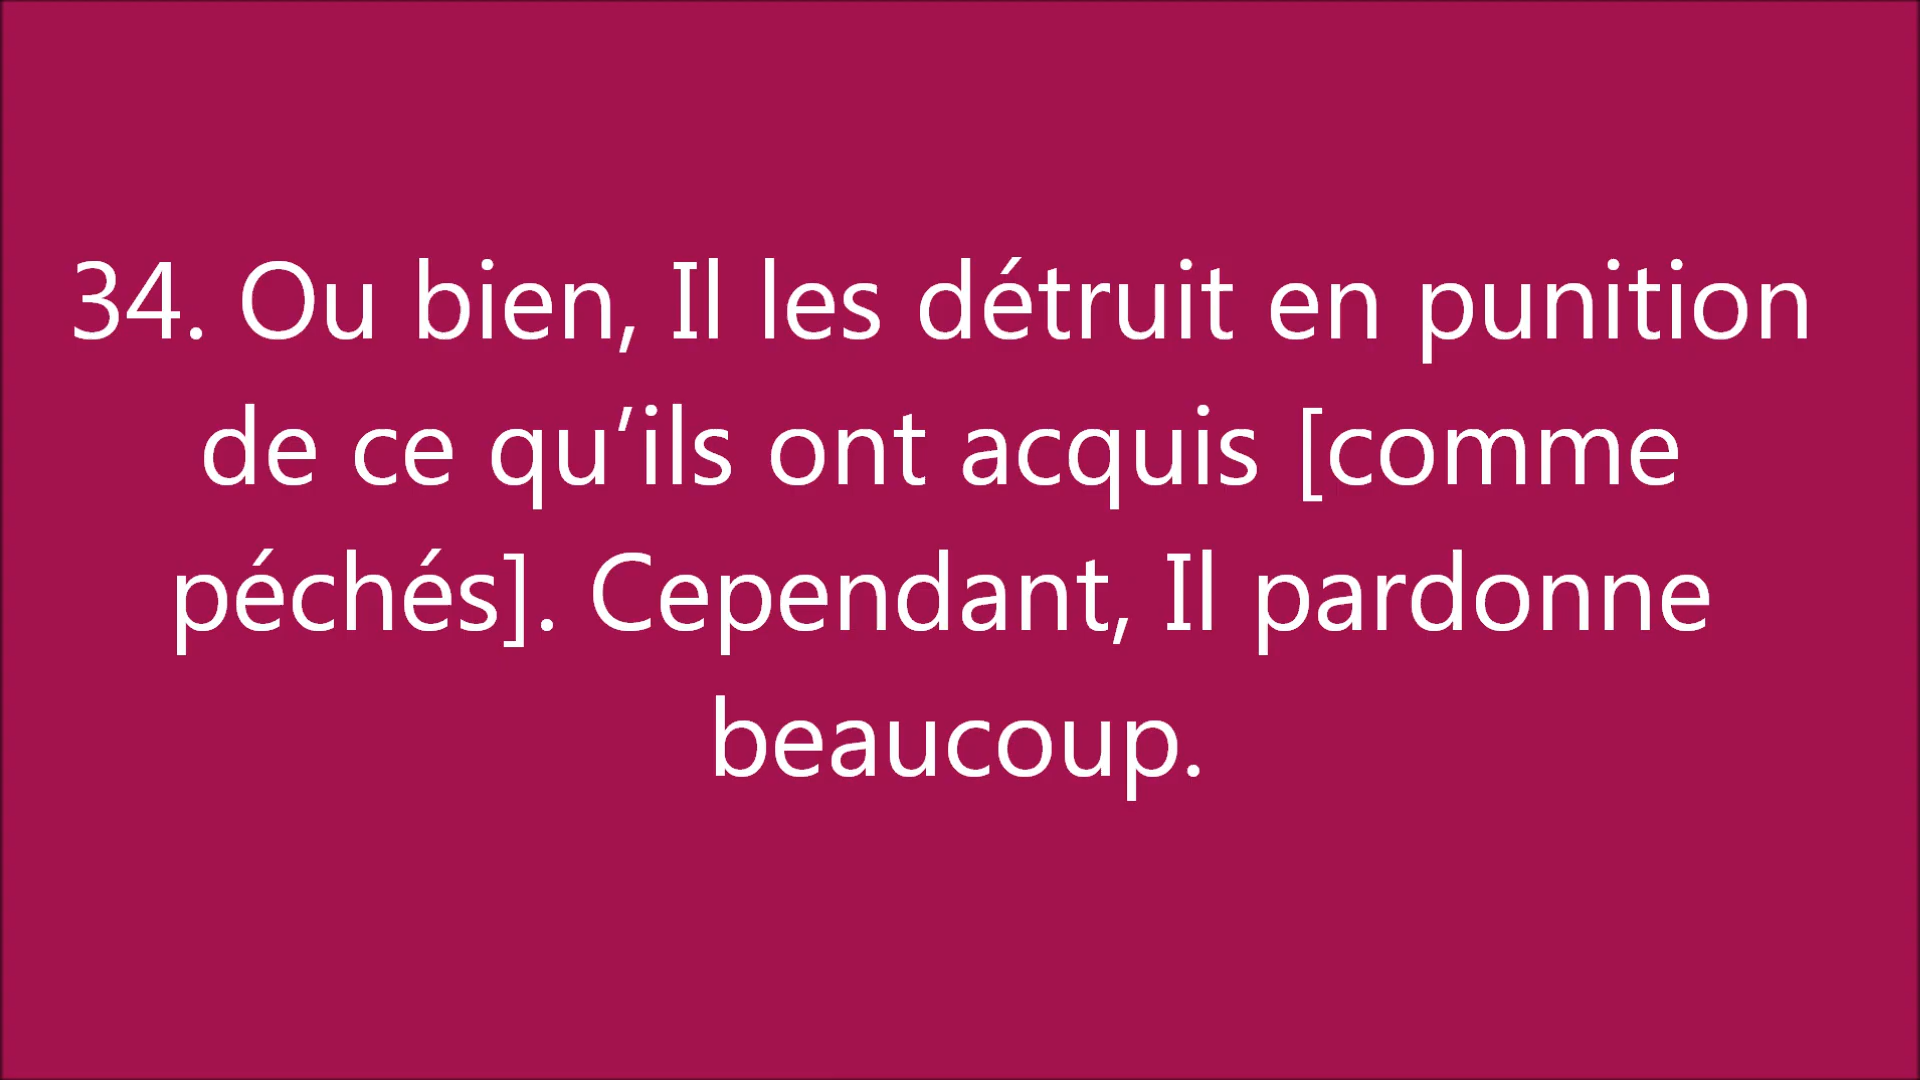 34. Ou bien, Il les détruit en punition
de ce qu’ils ont acquis [comme
péchés]. Cependant, Il pardonne
beaucoup.